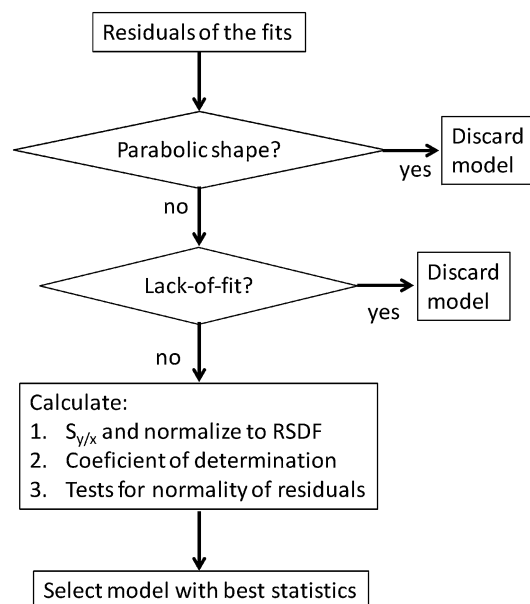 Residuals of the fits
Parabolic shape?
yes
Discard
model
no
Lack-of-fit?
yes
Discard
model
no
Calculate:
1. Sy/x and normalize to RSDF
2. Coeficient of determination
3. Tests for normality of residuals
Select model with best statistics